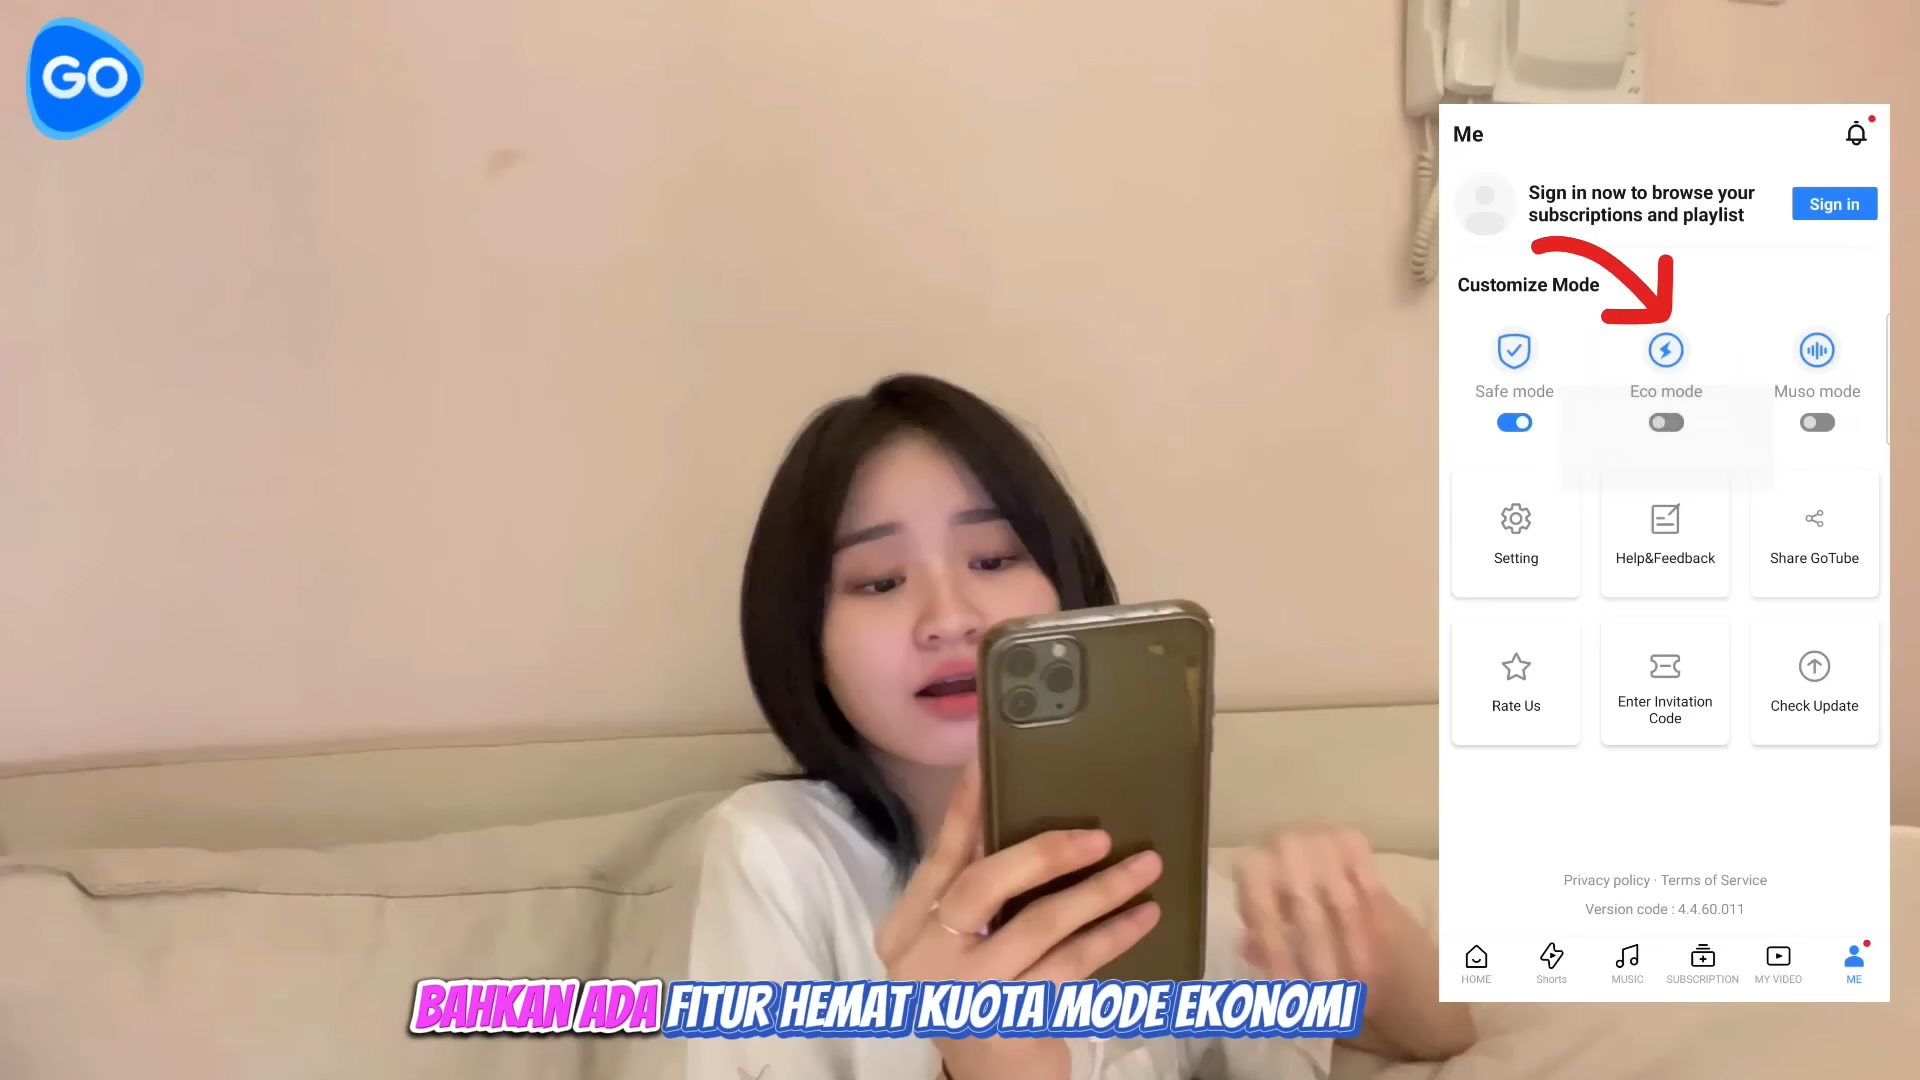 GO
Me
Sign in now to browse your
subscriptions and playlist
Sign in
Customize Mode
Safe mode
Eco mode
Muso mode
Setting
Help&Feedback
Share GoTube
Rate Us
Enter Invitation
Code
Check Update
Privacy policy · Terms of Service
Version code : 4.4.60.011
HOME
Shorts
MUSIC
SUBSCRIPTION
MY VIDEO
ME
BAHKAN ADA FITUR HEMAT KUOTA MODE EKONOMI